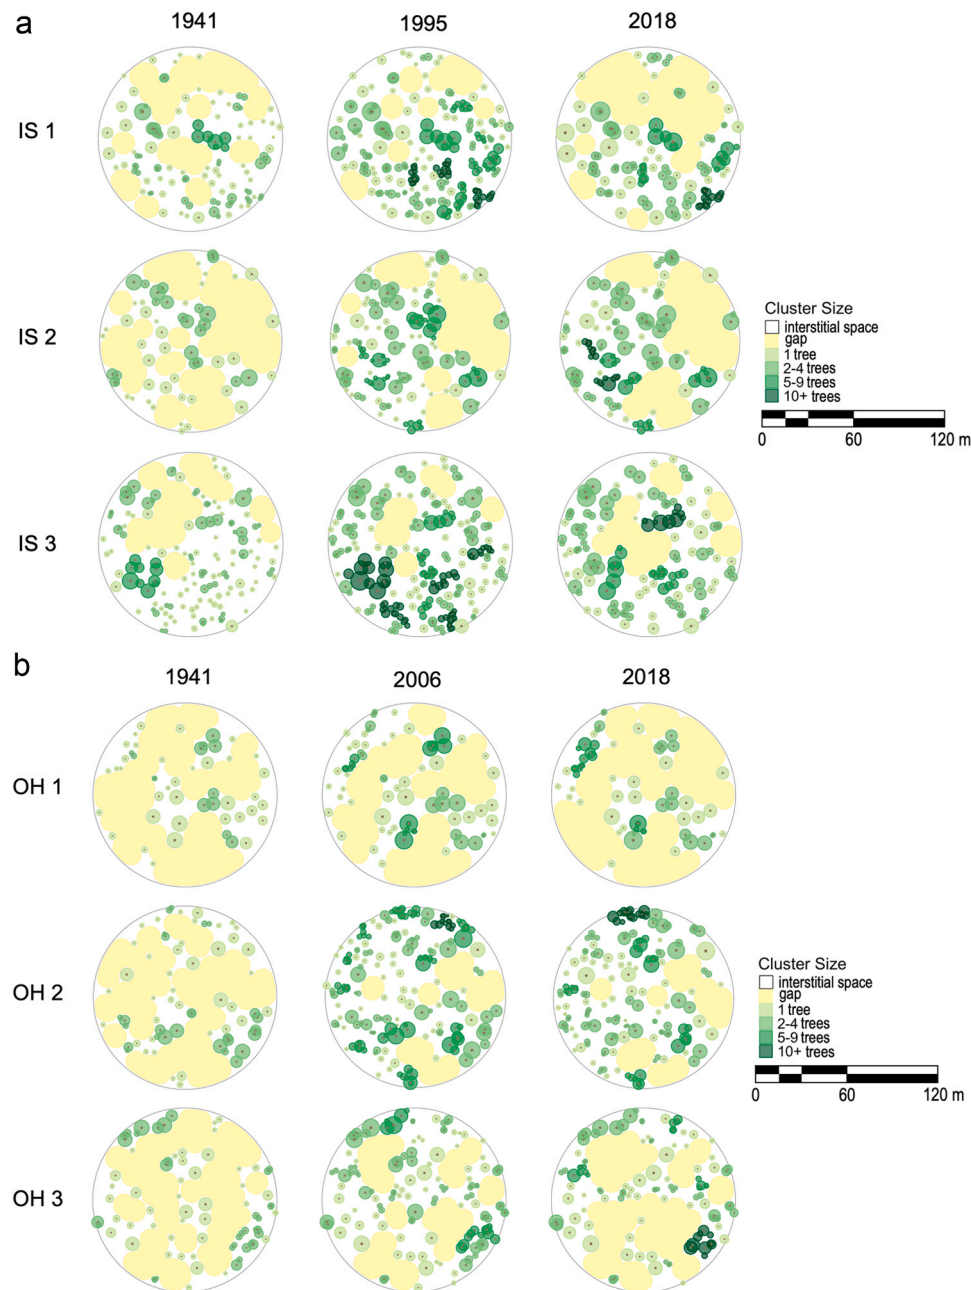 a
1941 1995 2018
IS 1
IS 2
Cluster Size
interstitial space
gap
1 tree
2-4 trees
5-9 trees
10+ trees
0 60 120 m
IS 3
b
1941 2006 2018
OH 1
OH 2
Cluster Size
interstitial space
gap
1 tree
2-4 trees
5-9 trees
10+ trees
0 60 120 m
OH 3